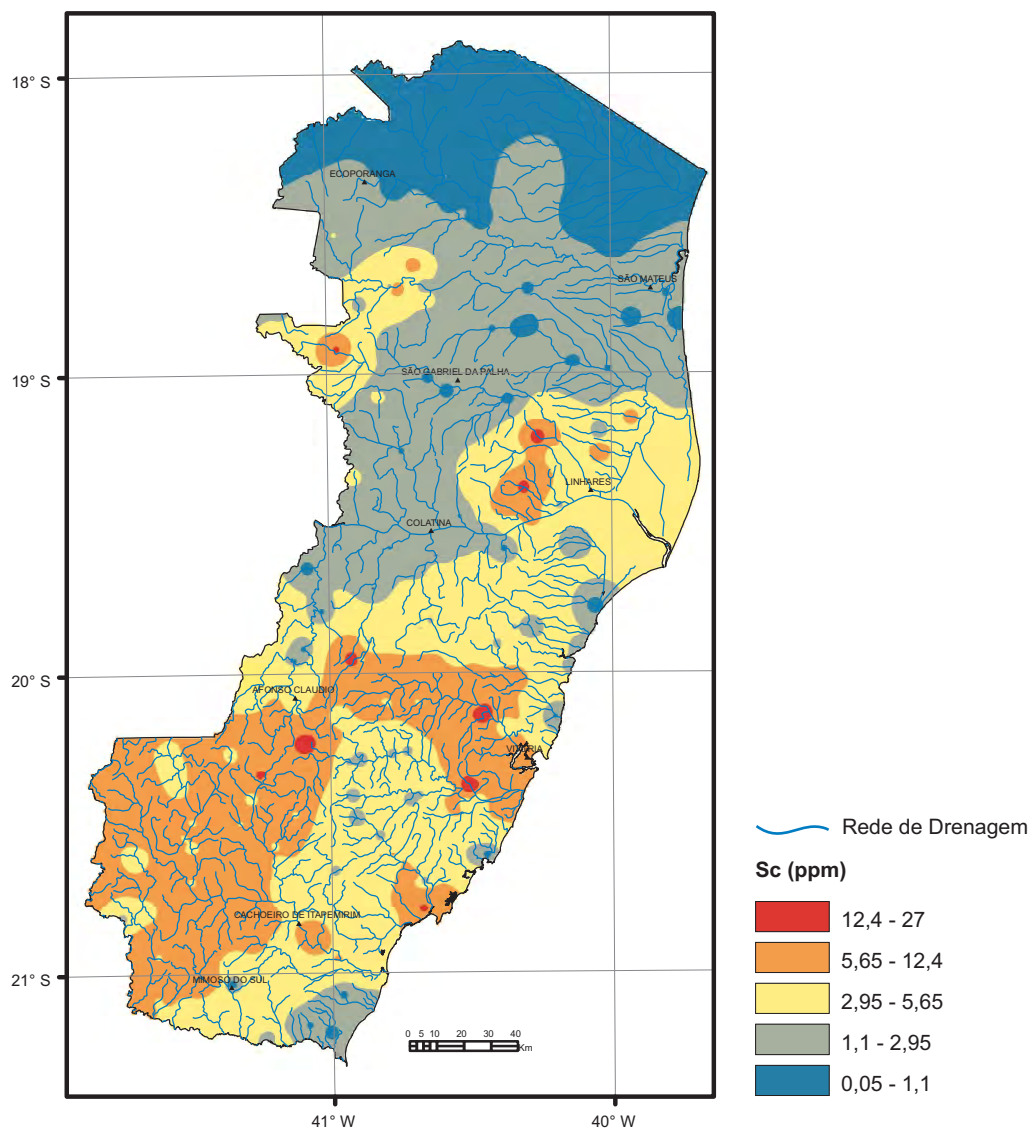 18° S
ECOPORANGA
SÃO MATEUS
19° S
SÃO GABRIEL DA PALHA
LINHARES
COLATINA
20° S
AFONSO CLAUDIO
VITÓRIA
CACHOEIRO DE ITAPEMIRIM
21° S
MIMOSO DO SUL
0 5 10 20 30 40
Km
41° W
40° W
Rede de Drenagem
Sc (ppm)
12,4 - 27
5,65 - 12,4
2,95 - 5,65
1,1 - 2,95
0,05 - 1,1